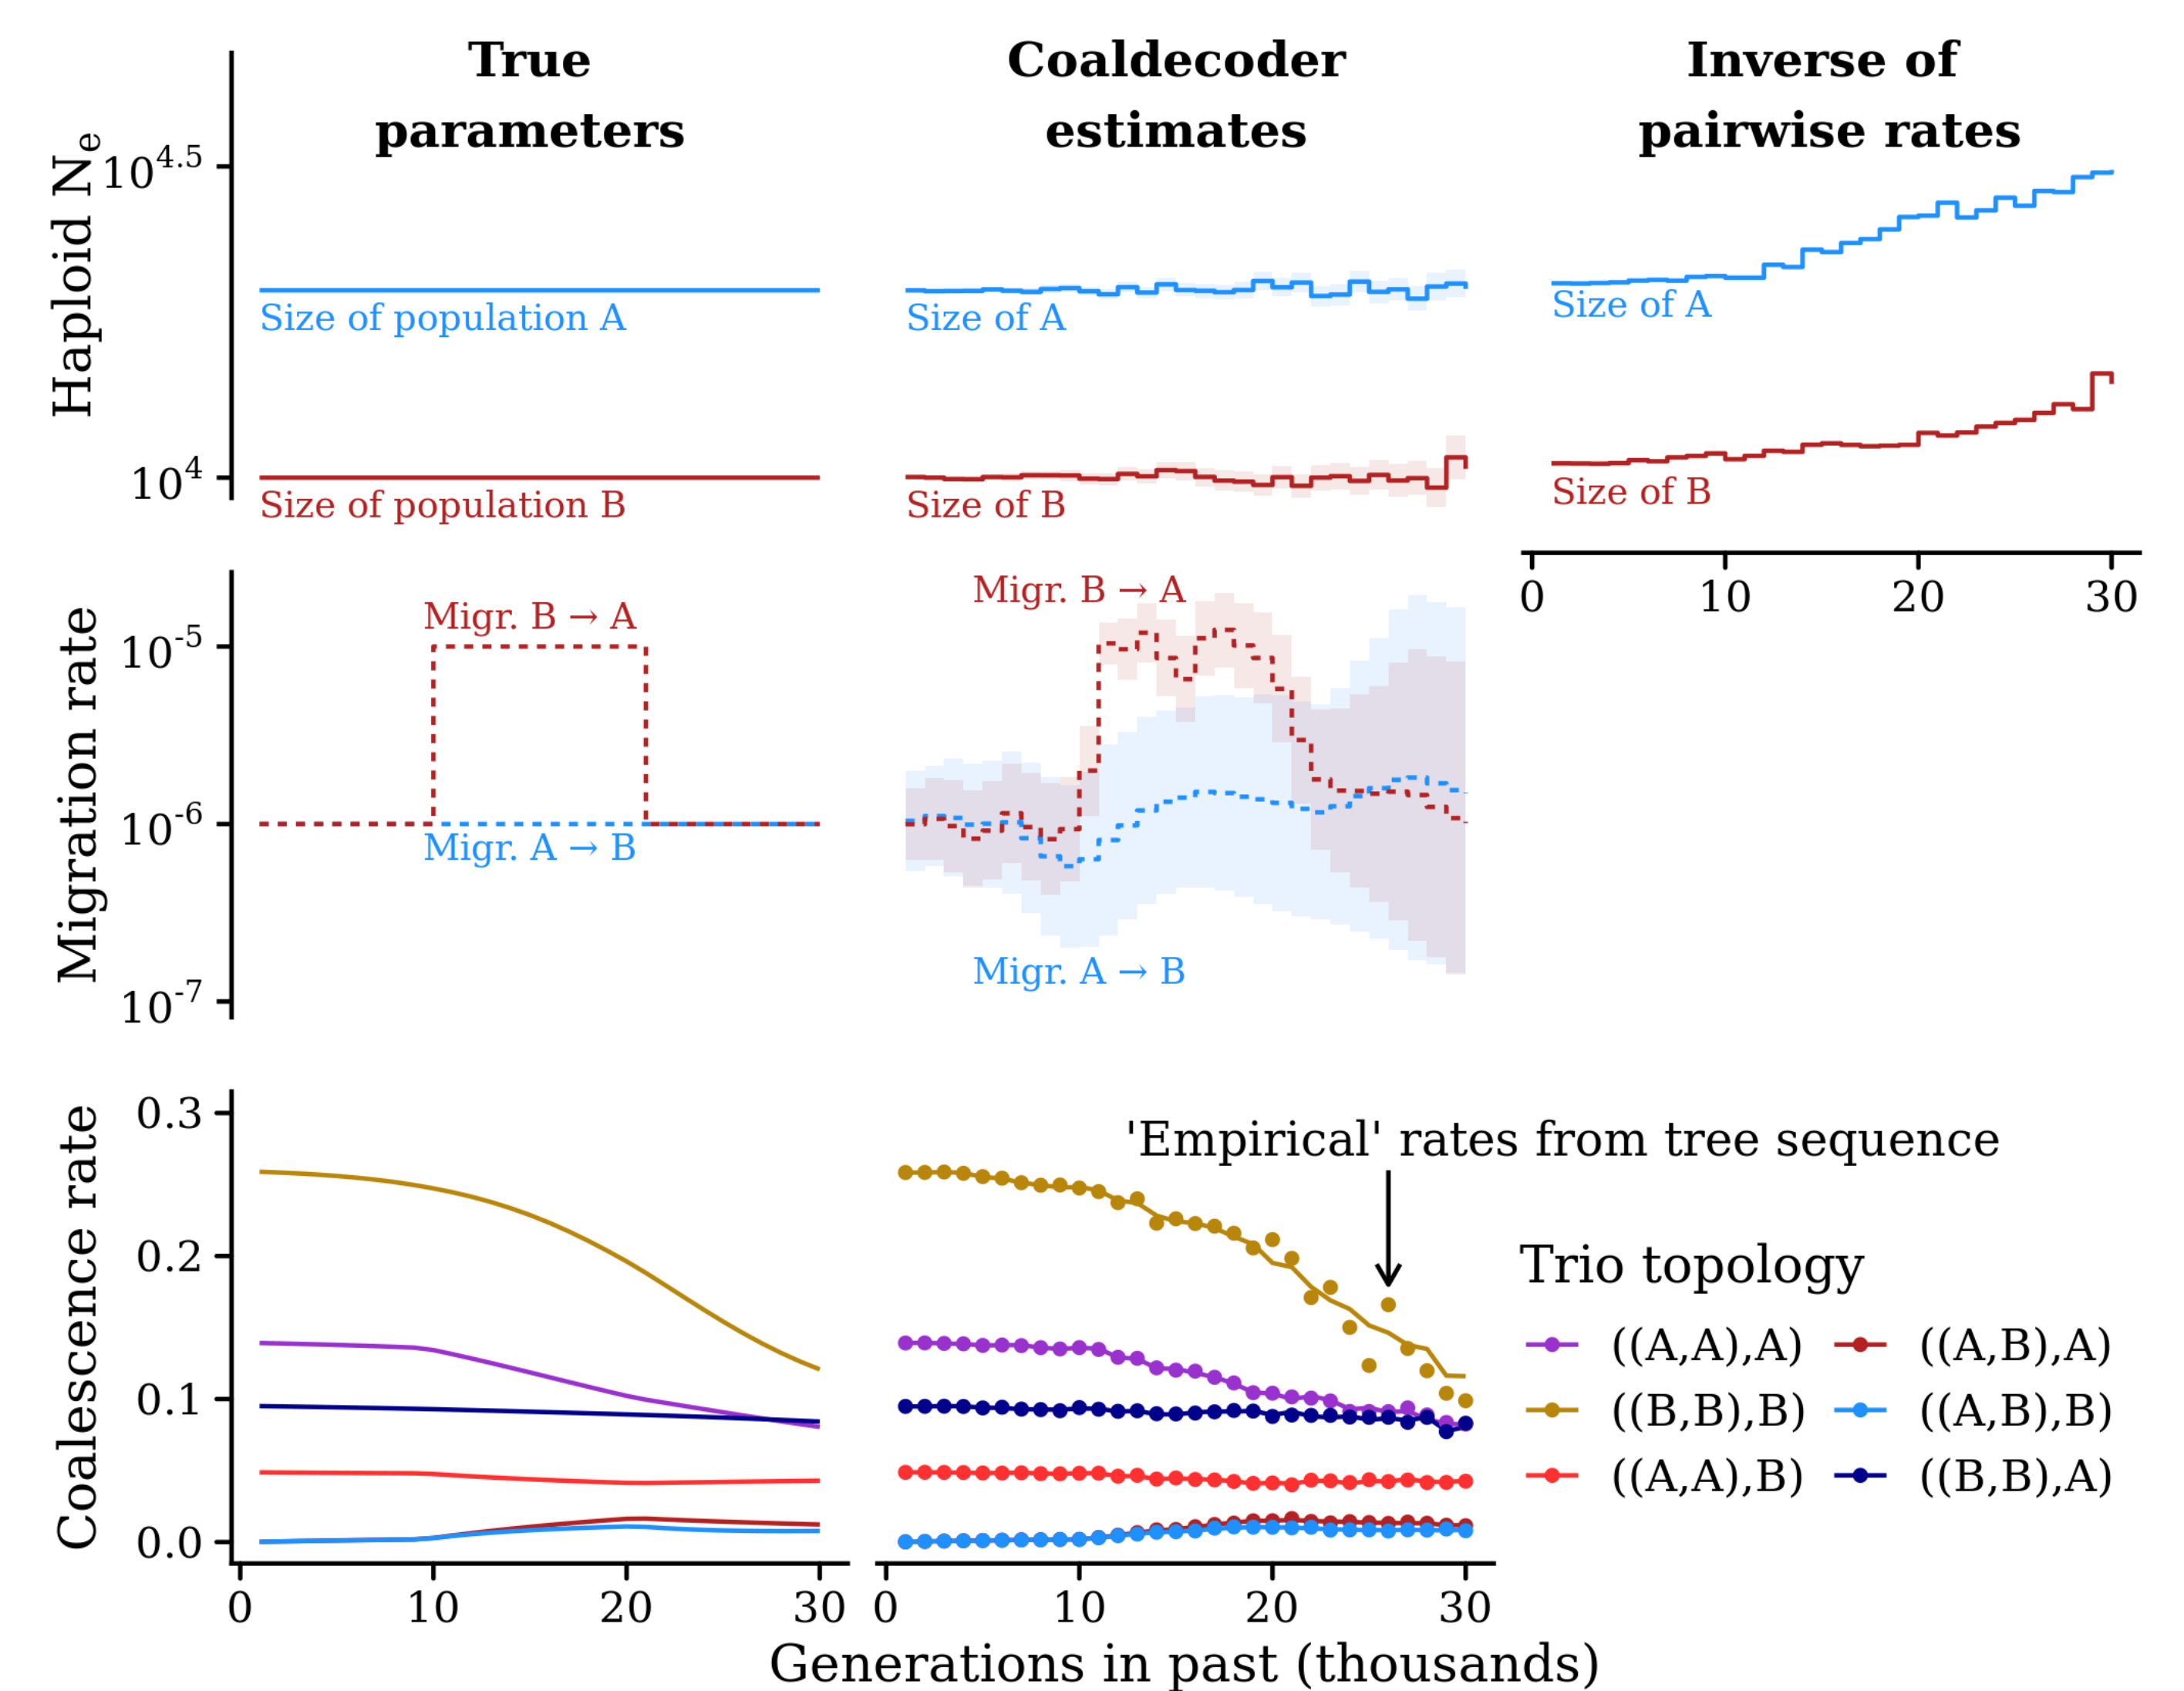 True
parameters
Coaldecoder
estimates
Inverse of
pairwise rates
Haploid Ne
10^4.5
10^4
Size of population A
Size of population B
Size of A
Size of B
Size of A
Size of B
0 10 20 30
Migration rate
10^-5
10^-6
10^-7
Migr. B → A
Migr. A → B
Migr. B → A
Migr. A → B
Coalescence rate
0.3
0.2
0.1
0.0
'Empirical' rates from tree sequence
Trio topology
((A,A),A) ((A,B),A)
((B,B),B) ((A,B),B)
((A,A),B) ((B,B),A)
0 10 20 30 0 10 20 30
Generations in past (thousands)